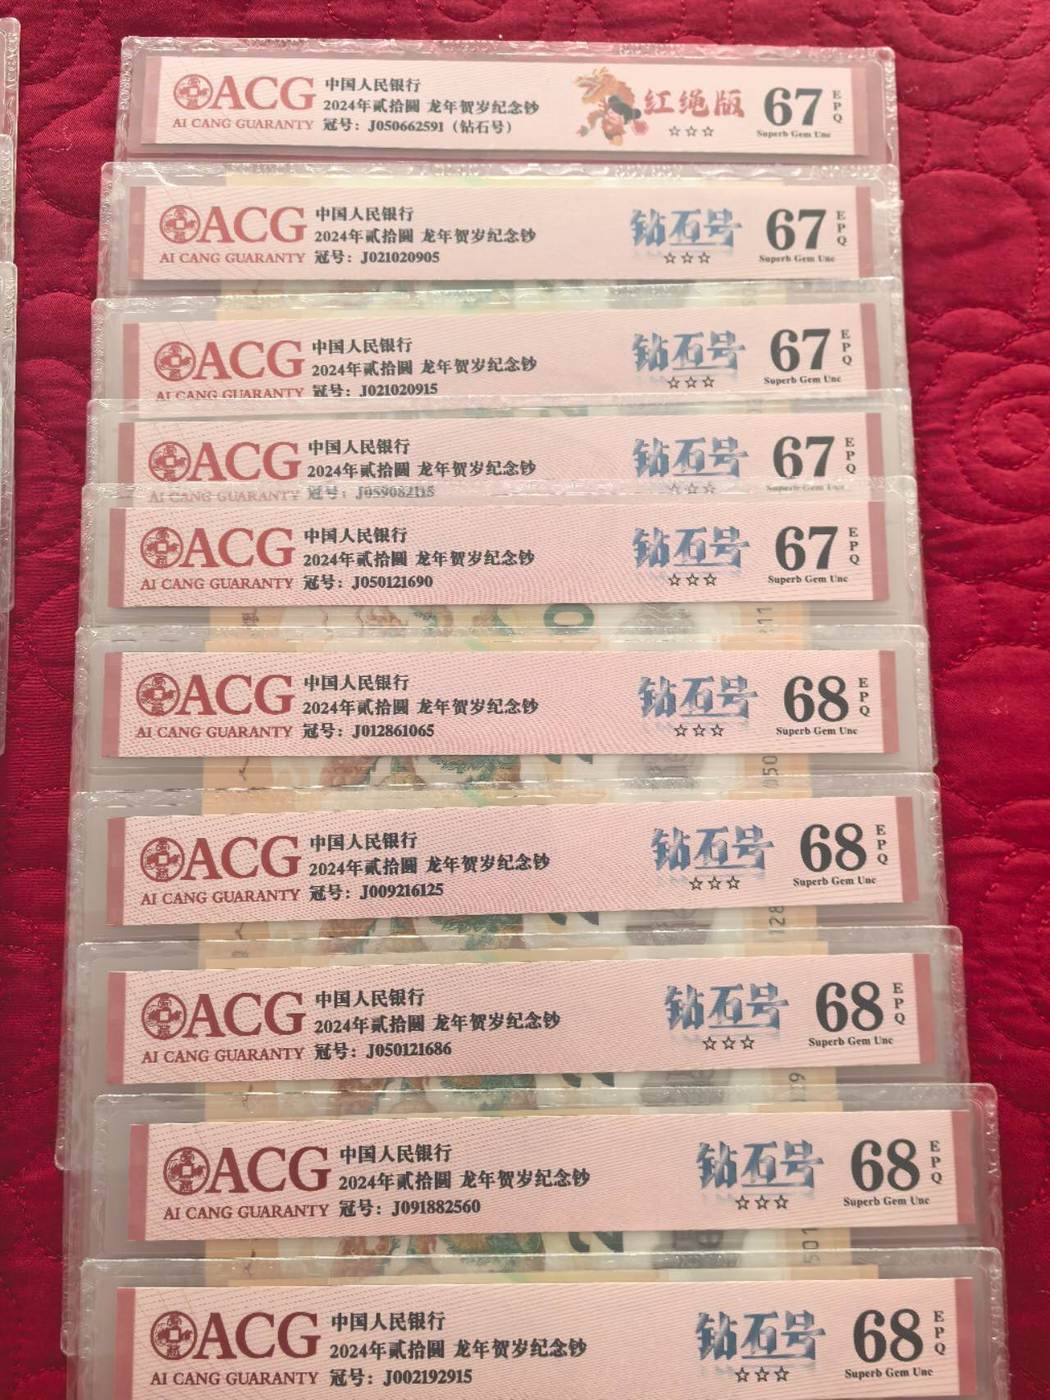 ACG 中国人民银行
2024年贰拾圆 龙年贺岁纪念钞 红绳版 67 EPQ
AI CANG GUARANTY 冠号：J050662591（钻石号） ☆☆☆ Superb Gem Unc
ACG 中国人民银行
2024年贰拾圆 龙年贺岁纪念钞 钻石号 67 EPQ
AI CANG GUARANTY 冠号：J021020905 ☆☆☆ Superb Gem Unc
ACG 中国人民银行
2024年贰拾圆 龙年贺岁纪念钞 钻石号 67 EPQ
AI CANG GUARANTY 冠号：J021020915 ☆☆☆ Superb Gem Unc
ACG 中国人民银行
2024年贰拾圆 龙年贺岁纪念钞 钻石号 67 EPQ
AI CANG GUARANTY 冠号：J059082115 ☆☆☆ Superb Gem Unc
ACG 中国人民银行
2024年贰拾圆 龙年贺岁纪念钞 钻石号 67 EPQ
AI CANG GUARANTY 冠号：J050121690 ☆☆☆ Superb Gem Unc
ACG 中国人民银行
2024年贰拾圆 龙年贺岁纪念钞 钻石号 68 EPQ
AI CANG GUARANTY 冠号：J012861065 ☆☆☆ Superb Gem Unc
ACG 中国人民银行
2024年贰拾圆 龙年贺岁纪念钞 钻石号 68 EPQ
AI CANG GUARANTY 冠号：J009216125 ☆☆☆ Superb Gem Unc
ACG 中国人民银行
2024年贰拾圆 龙年贺岁纪念钞 钻石号 68 EPQ
AI CANG GUARANTY 冠号：J050121686 ☆☆☆ Superb Gem Unc
ACG 中国人民银行
2024年贰拾圆 龙年贺岁纪念钞 钻石号 68 EPQ
AI CANG GUARANTY 冠号：J091882560 ☆☆☆ Superb Gem Unc
ACG 中国人民银行
2024年贰拾圆 龙年贺岁纪念钞 钻石号 68 EPQ
AI CANG GUARANTY 冠号：J002192915 ☆☆☆ Superb Gem Unc